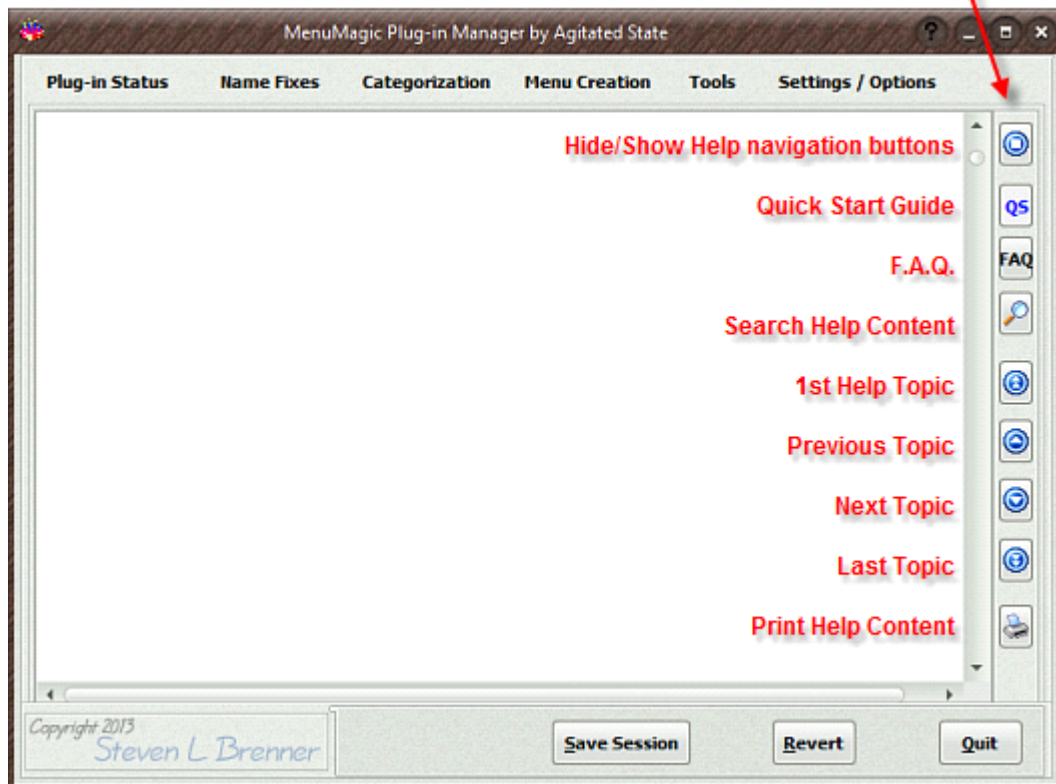 MenuMagic Plug-in Manager by Agitated State
?
Plug-in Status Name Fixes Categorization Menu Creation Tools Settings / Options
Hide/Show Help navigation buttons
Quick Start Guide QS
F.A.Q. FAQ
Search Help Content
1st Help Topic
Previous Topic
Next Topic
Last Topic
Print Help Content
Copyright 2013
Steven L Brenner
Save Session Revert Quit